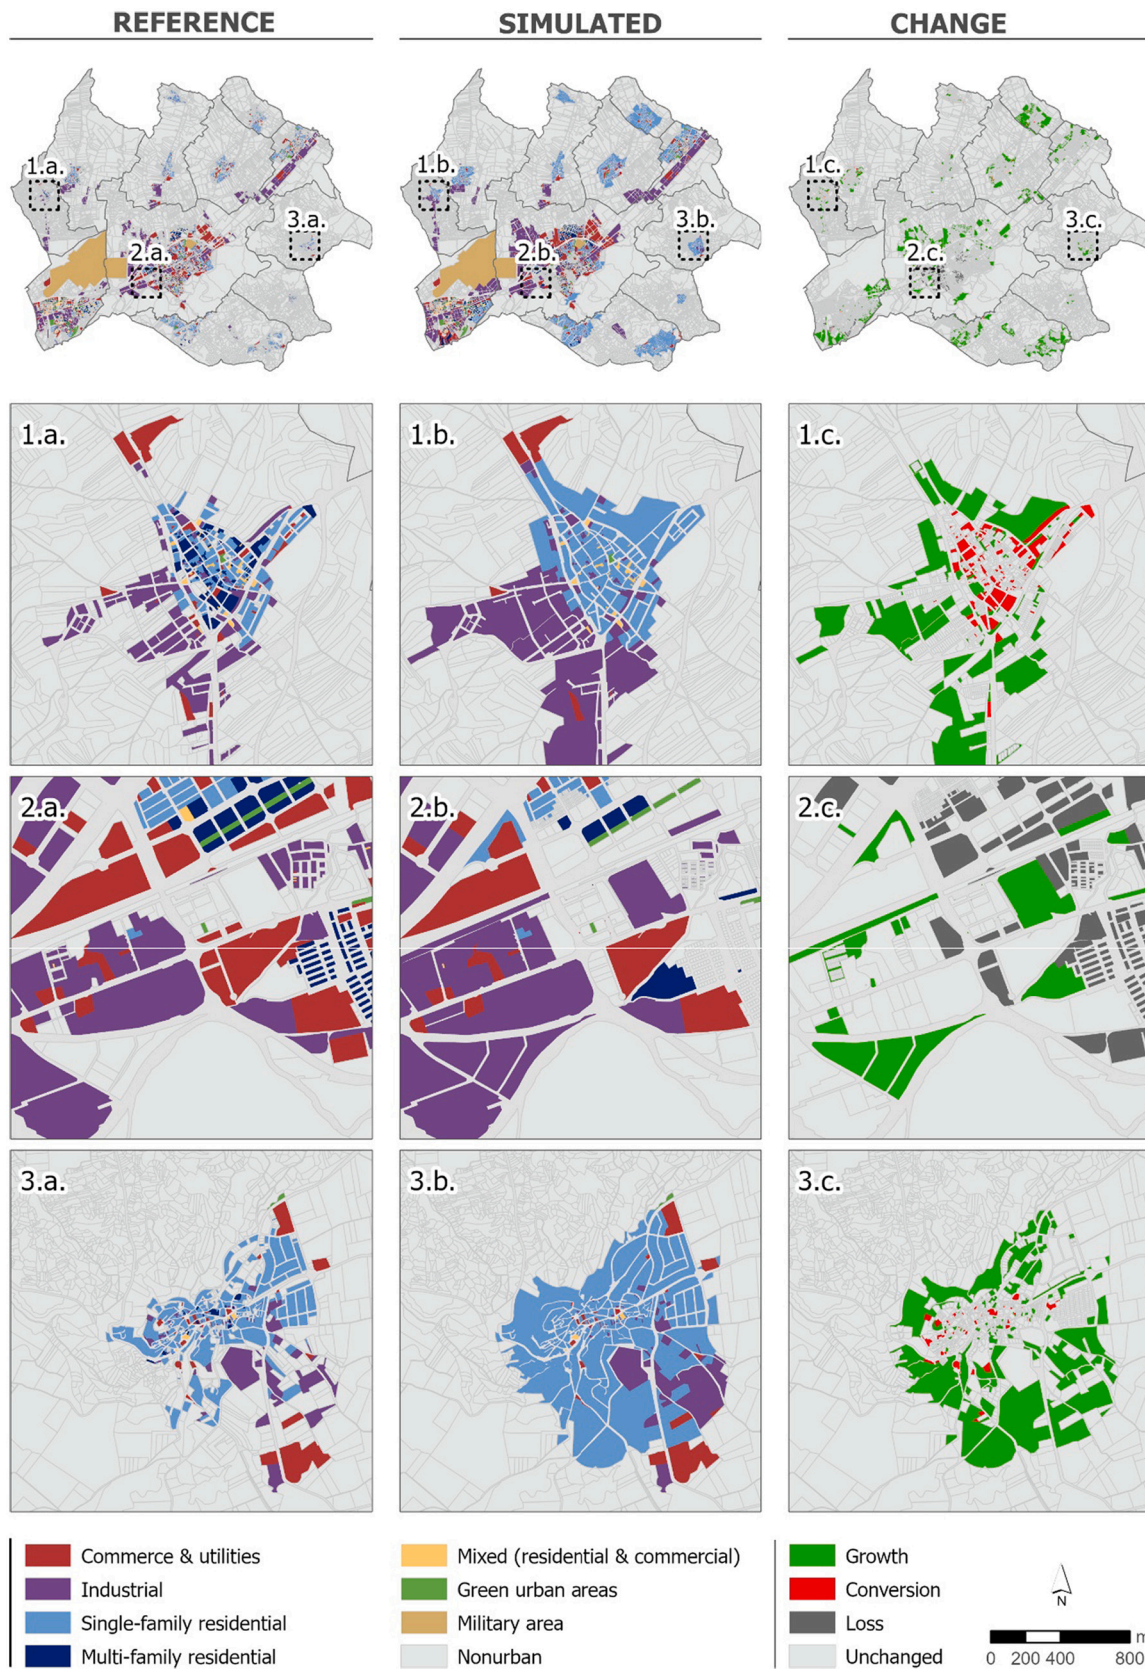 REFERENCE SIMULATED CHANGE
1.a. 1.b. 1.c.
3.a. 3.b. 3.c.
2.a. 2.b. 2.c.
1.a. 1.b. 1.c.
2.a. 2.b. 2.c.
3.a. 3.b. 3.c.
Commerce & utilities
Industrial
Single-family residential
Multi-family residential
Mixed (residential & commercial)
Green urban areas
Military area
Nonurban
Growth
Conversion
Loss
Unchanged
N
m
0 200 400 800